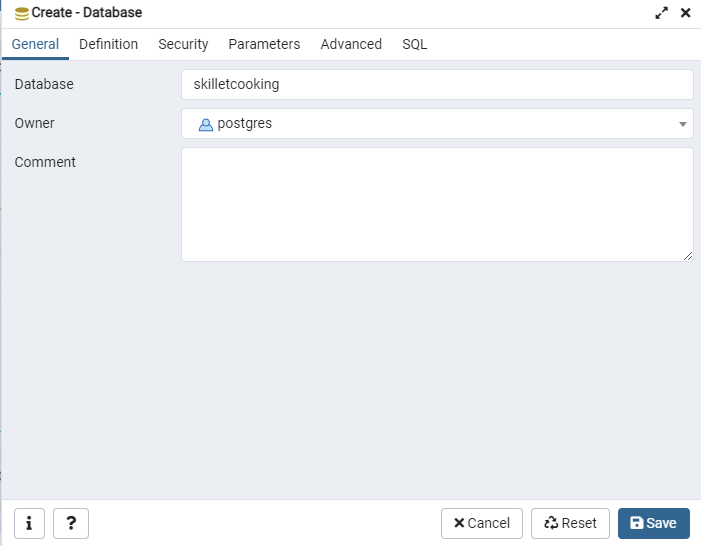 Create - Database
General Definition Security Parameters Advanced SQL
Database skilletcooking
Owner postgres
Comment
i ? Cancel Reset Save